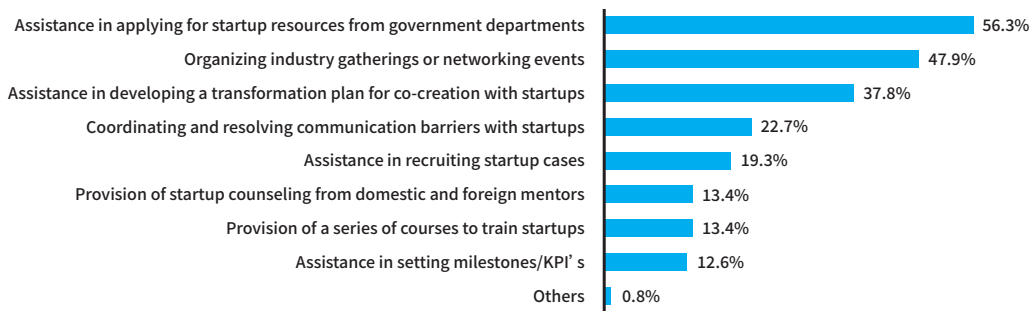 Assistance in applying for startup resources from government departments 56.3%
Organizing industry gatherings or networking events 47.9%
Assistance in developing a transformation plan for co-creation with startups 37.8%
Coordinating and resolving communication barriers with startups 22.7%
Assistance in recruiting startup cases 19.3%
Provision of startup counseling from domestic and foreign mentors 13.4%
Provision of a series of courses to train startups 13.4%
Assistance in setting milestones/KPI’ s 12.6%
Others 0.8%